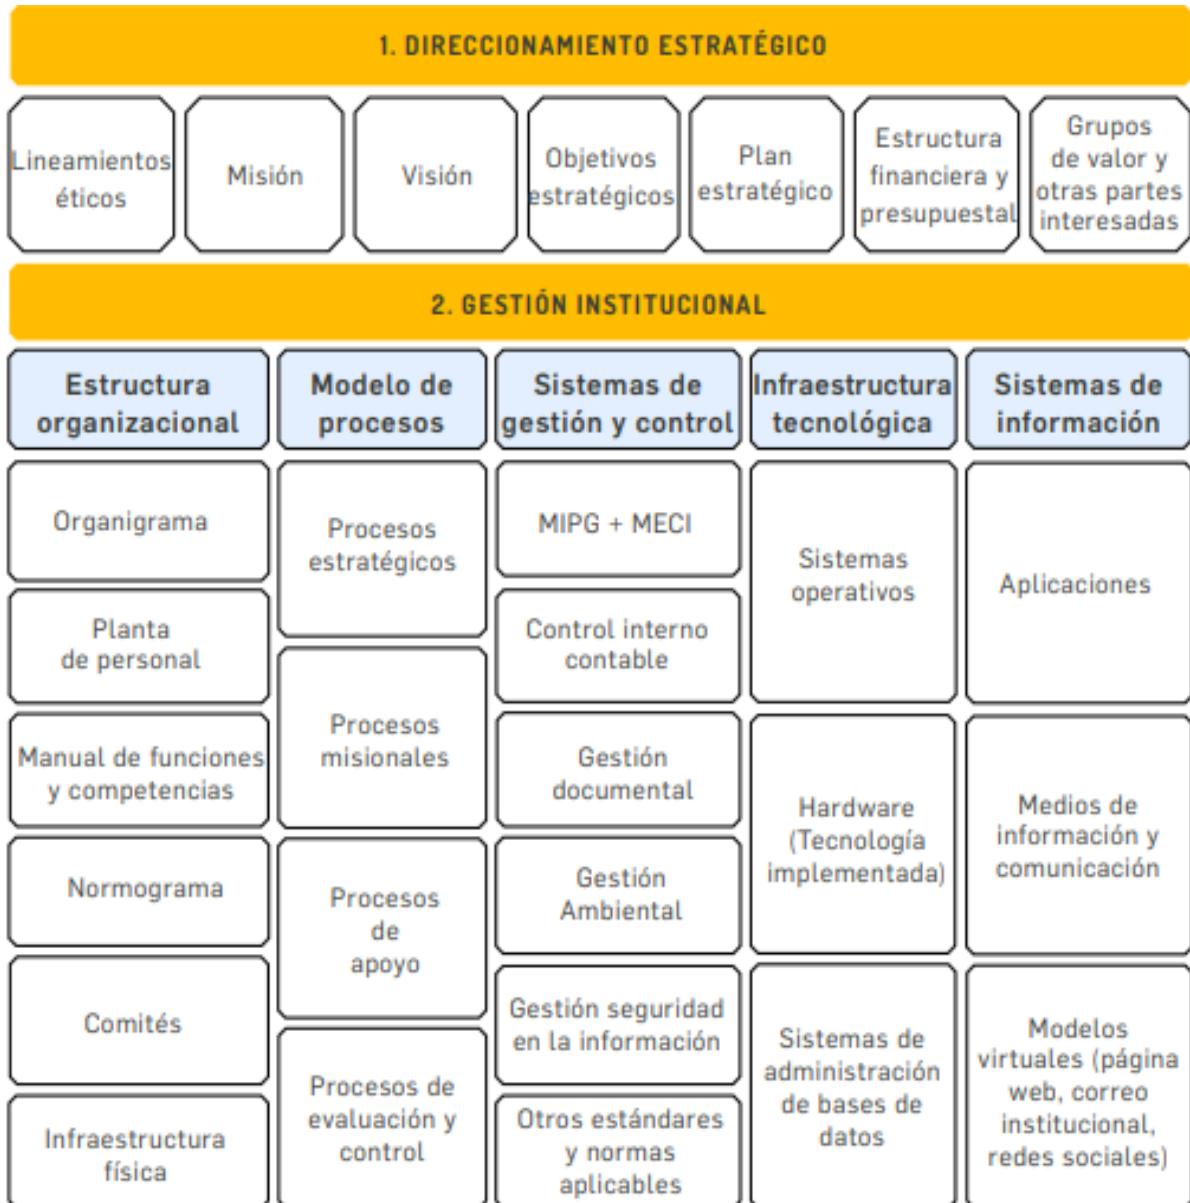 1. DIRECCIONAMIENTO ESTRATÉGICO
Lineamientos
éticos
Misión
Visión
Objetivos
estratégicos
Plan
estratégico
Estructura
financiera y
presupuestal
Grupos
de valor y
otras partes
interesadas
2. GESTIÓN INSTITUCIONAL
Estructura
organizacional
Organigrama
Planta
de personal
Manual de funciones
y competencias
Normograma
Comités
Infraestructura
física
Modelo de
procesos
Procesos
estratégicos
Procesos
misionales
Procesos
de
apoyo
Procesos de
evaluación y
control
Sistemas de
gestión y control
MIPG + MECI
Control interno
contable
Gestión
documental
Gestión
Ambiental
Gestión seguridad
en la información
Otros estándares
y normas
aplicables
Infraestructura
tecnológica
Sistemas
operativos
Hardware
(Tecnología
implementada)
Sistemas de
administración
de bases de
datos
Sistemas de
información
Aplicaciones
Medios de
información y
comunicación
Modelos
virtuales (página
web, correo
institucional,
redes sociales)